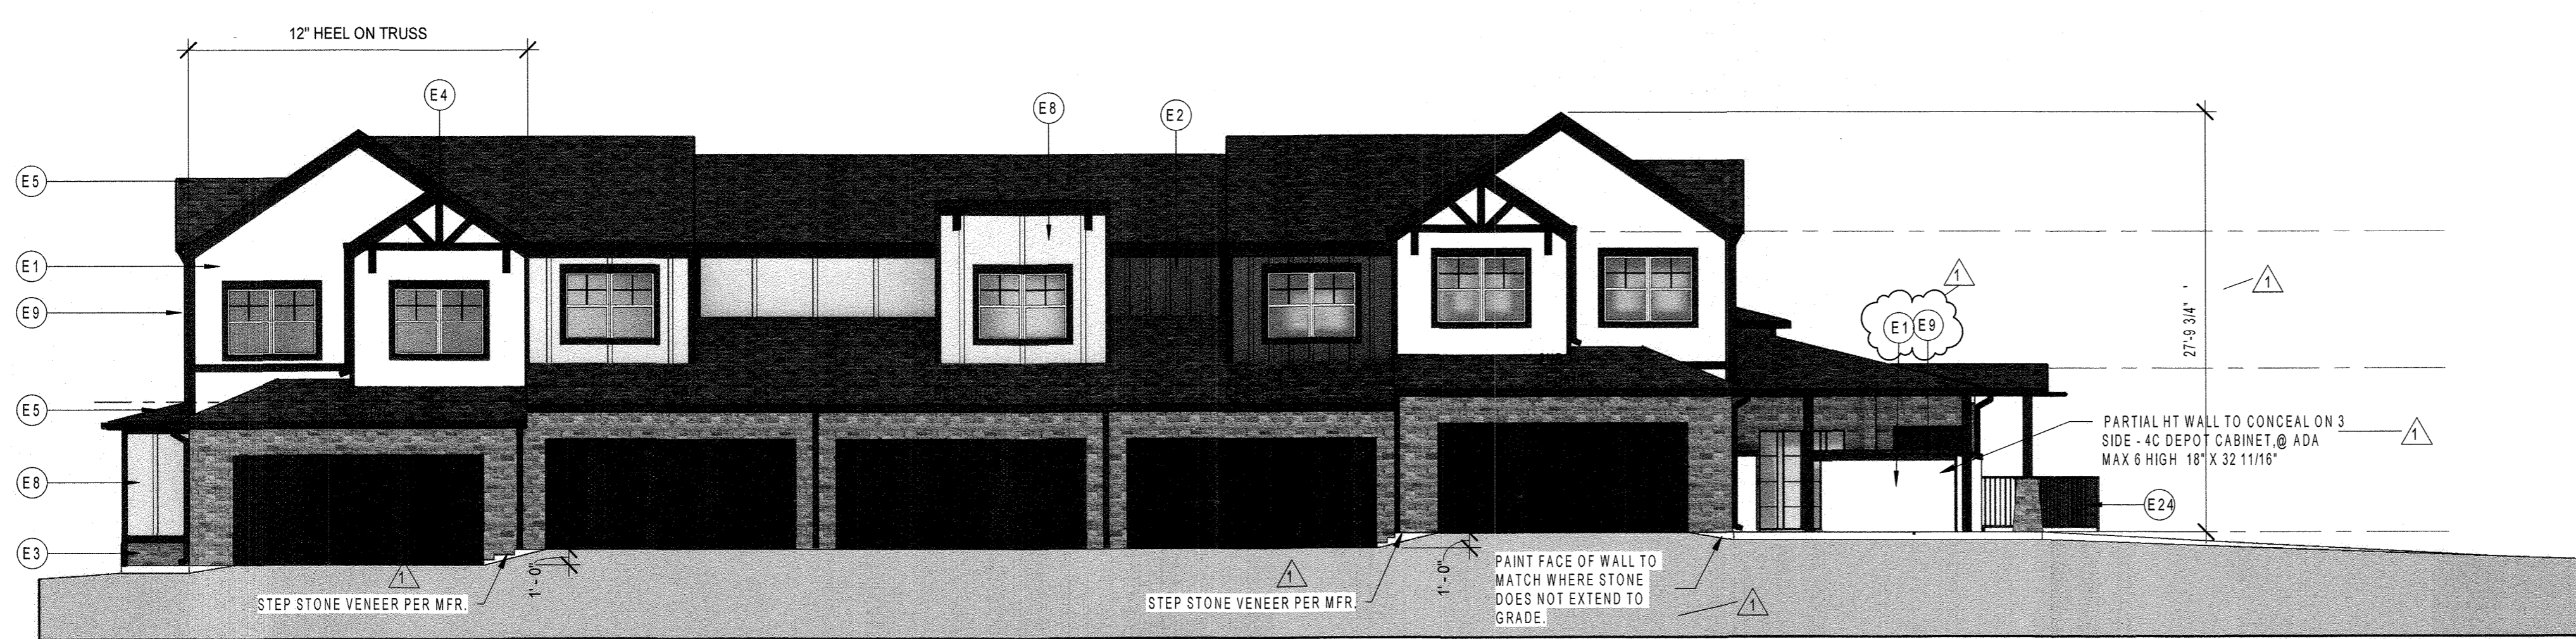 12" HEEL ON TRUSS
E4
E8
E2
E5
E1
E9
1
1
E1 E9
27'-9 3/4"
E5
PARTIAL HT WALL TO CONCEAL ON 3
SIDE - 4C DEPOT CABINET,@ ADA
MAX 6 HIGH 18" X 32 11/16"
1
E8
E24
E3
1
STEP STONE VENEER PER MFR.
1'-0"
1
STEP STONE VENEER PER MFR.
1'-0"
PAINT FACE OF WALL TO
MATCH WHERE STONE
DOES NOT EXTEND TO
GRADE.
1